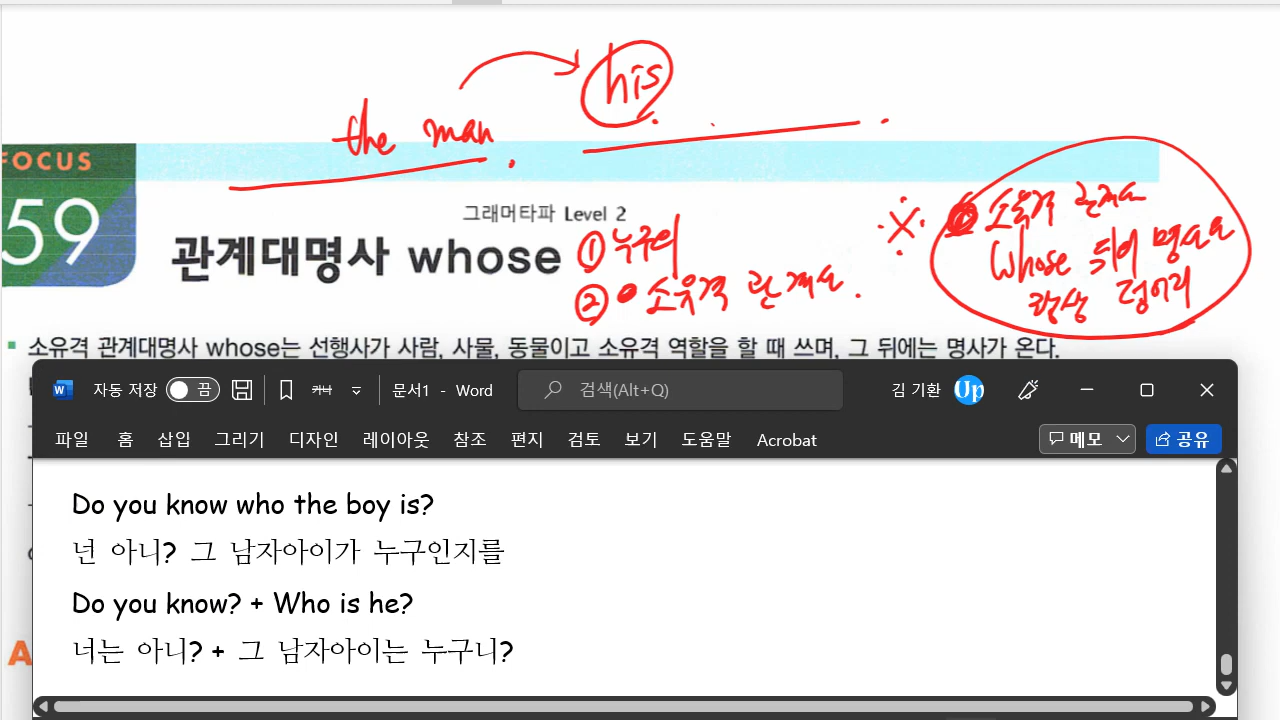 his
the man
FOCUS
59
그래머타파 Level 2
관계대명사 whose
① 누구의
② 소유격 관계사.
※ 소유격 관계사
whose 뒤에 명사요
항상 덩어리
소유격 관계대명사 whose는 선행사가 사람, 사물, 동물이고 소유격 역할을 할 때 쓰며, 그 뒤에는 명사가 온다.
W 자동 저장 끔 가나 문서1 - Word 검색(Alt+Q) 김 기환 Up
파일 홈 삽입 그리기 디자인 레이아웃 참조 편지 검토 보기 도움말 Acrobat 메모 공유
Do you know who the boy is?
넌 아니? 그 남자아이가 누구인지를
Do you know? + Who is he?
너는 아니? + 그 남자아이는 누구니?
A